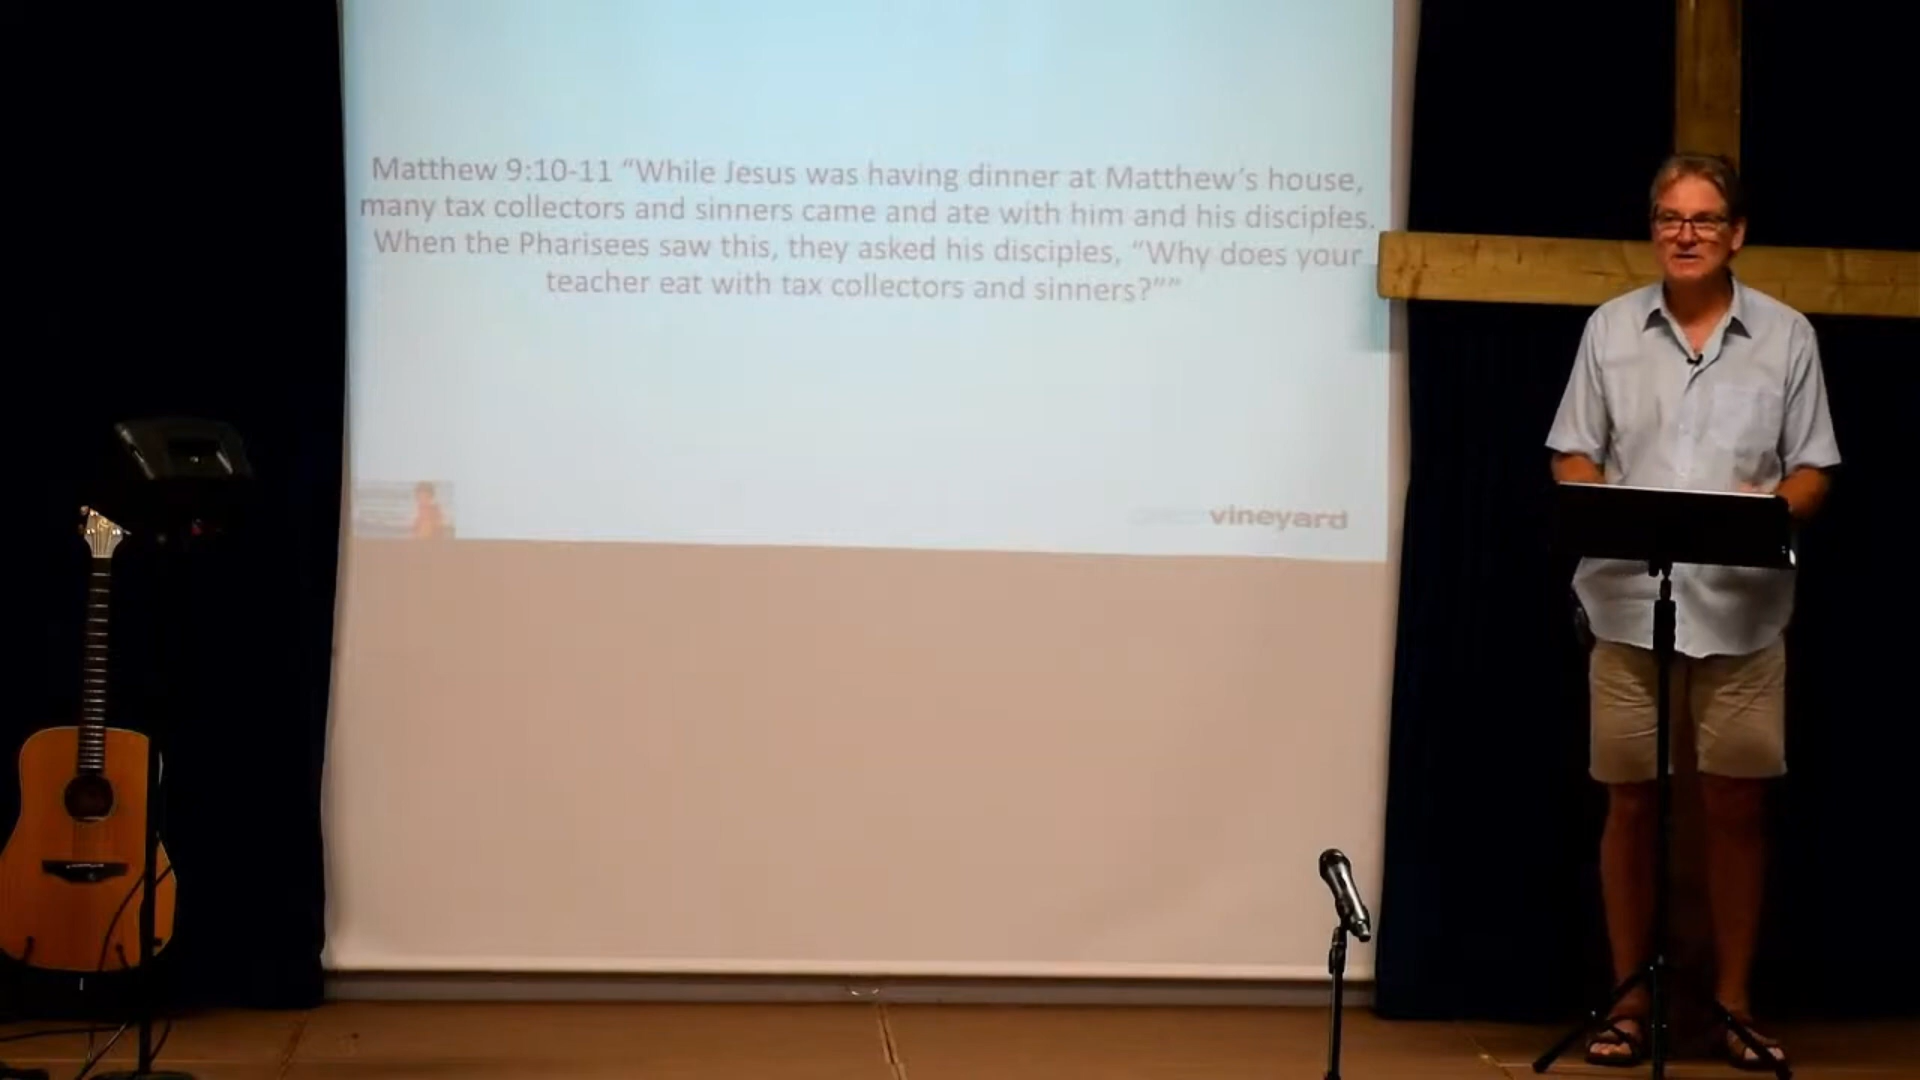 Matthew 9:10-11 “While Jesus was having dinner at Matthew’s house,
many tax collectors and sinners came and ate with him and his disciples.
When the Pharisees saw this, they asked his disciples, “Why does your
teacher eat with tax collectors and sinners?””
vineyard